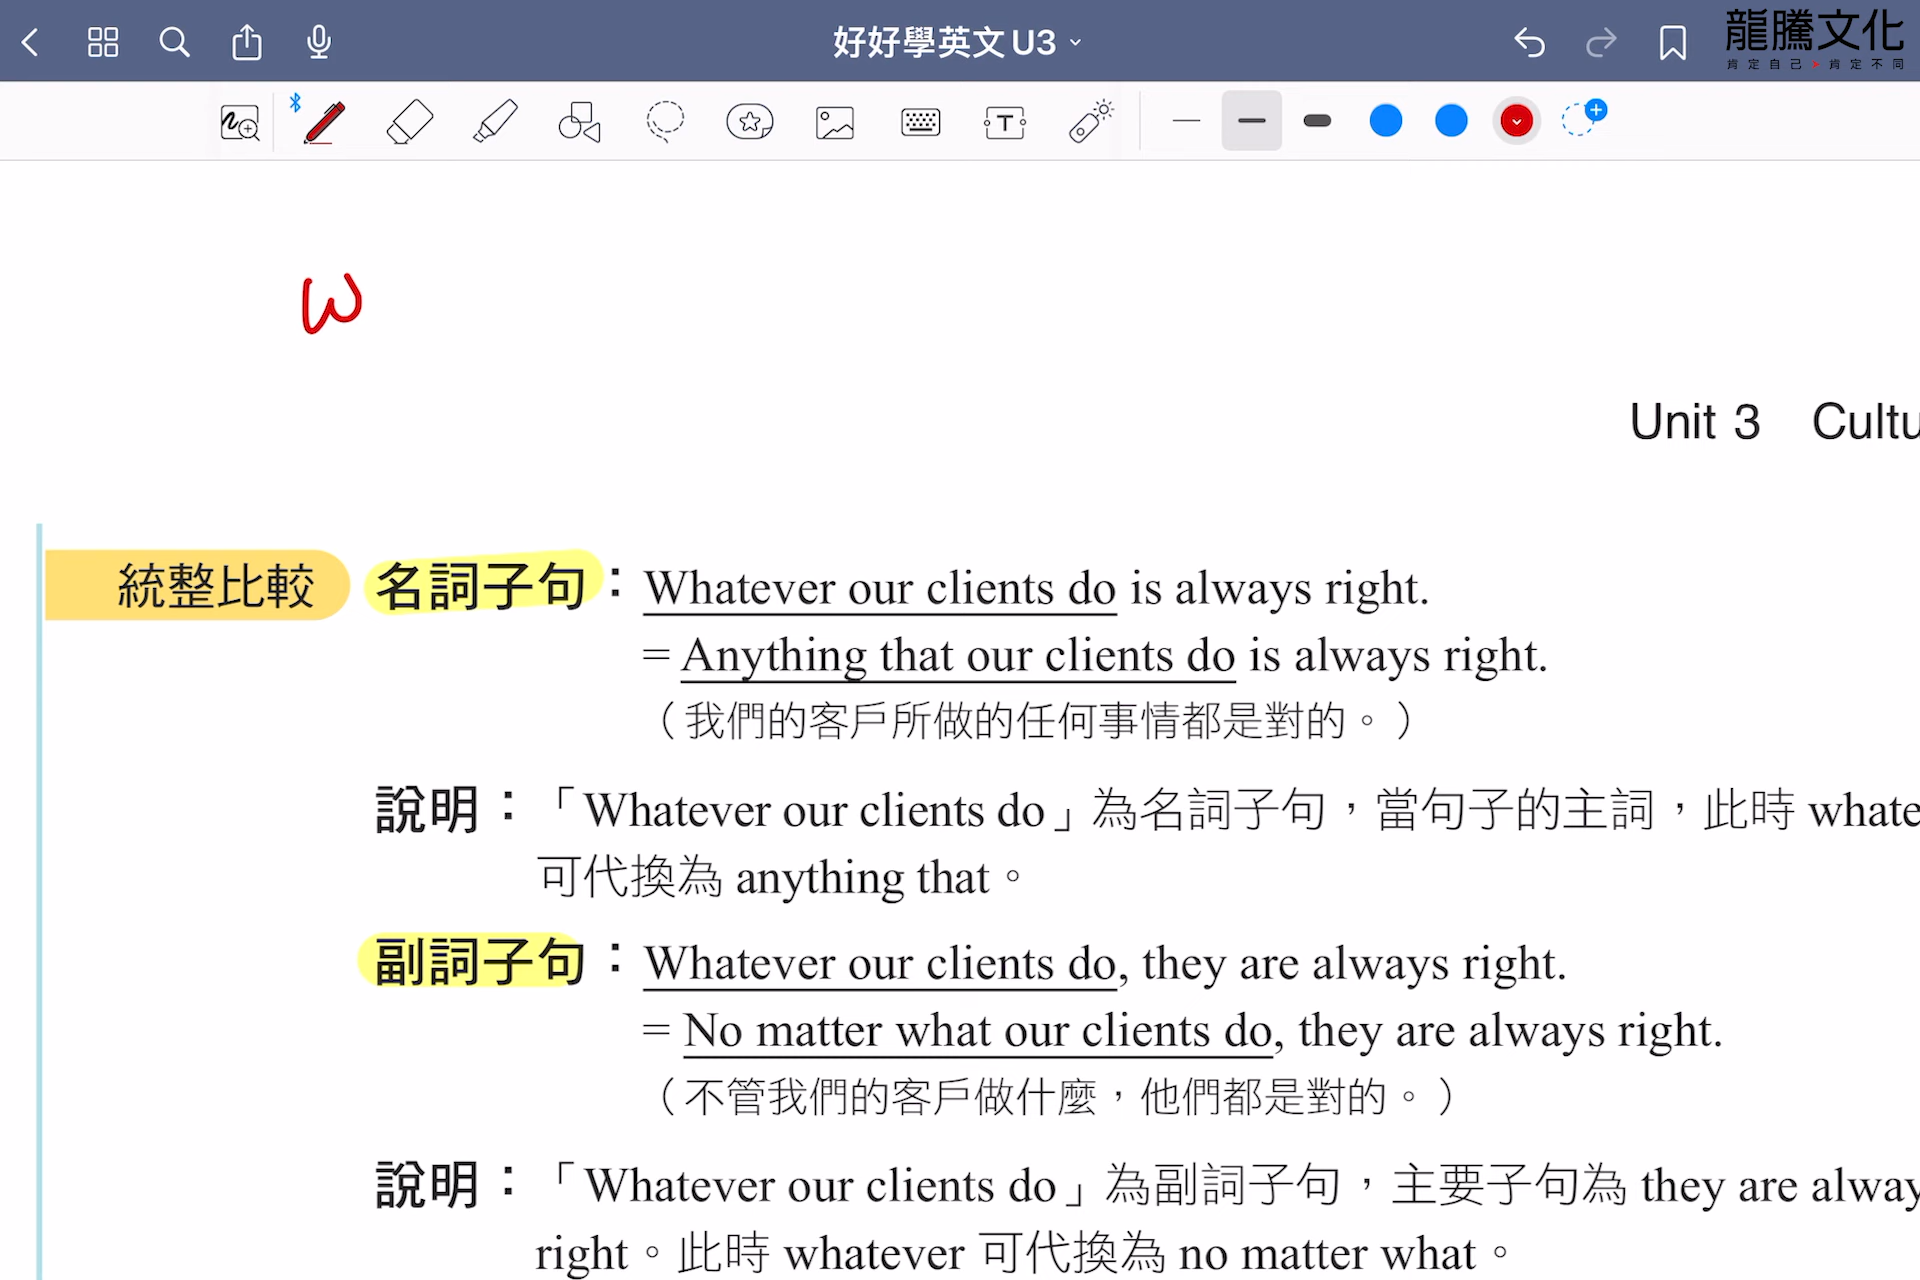 好好學英文 U3
龍騰文化
肯定自己 肯定不同
T
W
Unit 3 Cultu
統整比較 名詞子句：Whatever our clients do is always right.
= Anything that our clients do is always right.
（我們的客戶所做的任何事情都是對的。）
說明：「Whatever our clients do」為名詞子句，當句子的主詞，此時 whate
可代換為 anything that。
副詞子句：Whatever our clients do, they are always right.
= No matter what our clients do, they are always right.
（不管我們的客戶做什麼，他們都是對的。）
說明：「Whatever our clients do」為副詞子句，主要子句為 they are alway
right。此時 whatever 可代換為 no matter what。